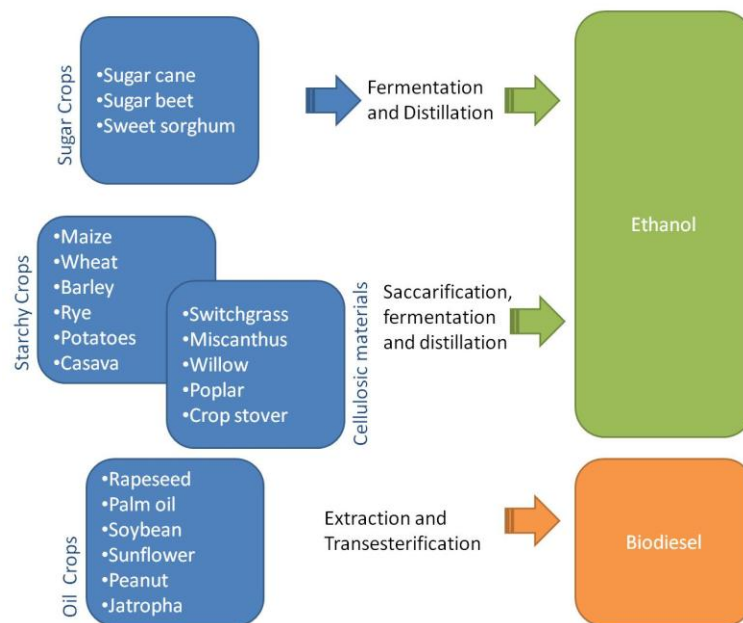 Sugar Crops
•Sugar cane
•Sugar beet
•Sweet sorghum
Fermentation
and Distillation
Ethanol
Starchy Crops
•Maize
•Wheat
•Barley
•Rye
•Potatoes
•Casava
•Switchgrass
•Miscanthus
•Willow
•Poplar
•Crop stover
Cellulosic materials
Saccarification,
fermentation
and distillation
Oil Crops
•Rapeseed
•Palm oil
•Soybean
•Sunflower
•Peanut
•Jatropha
Extraction and
Transesterification
Biodiesel